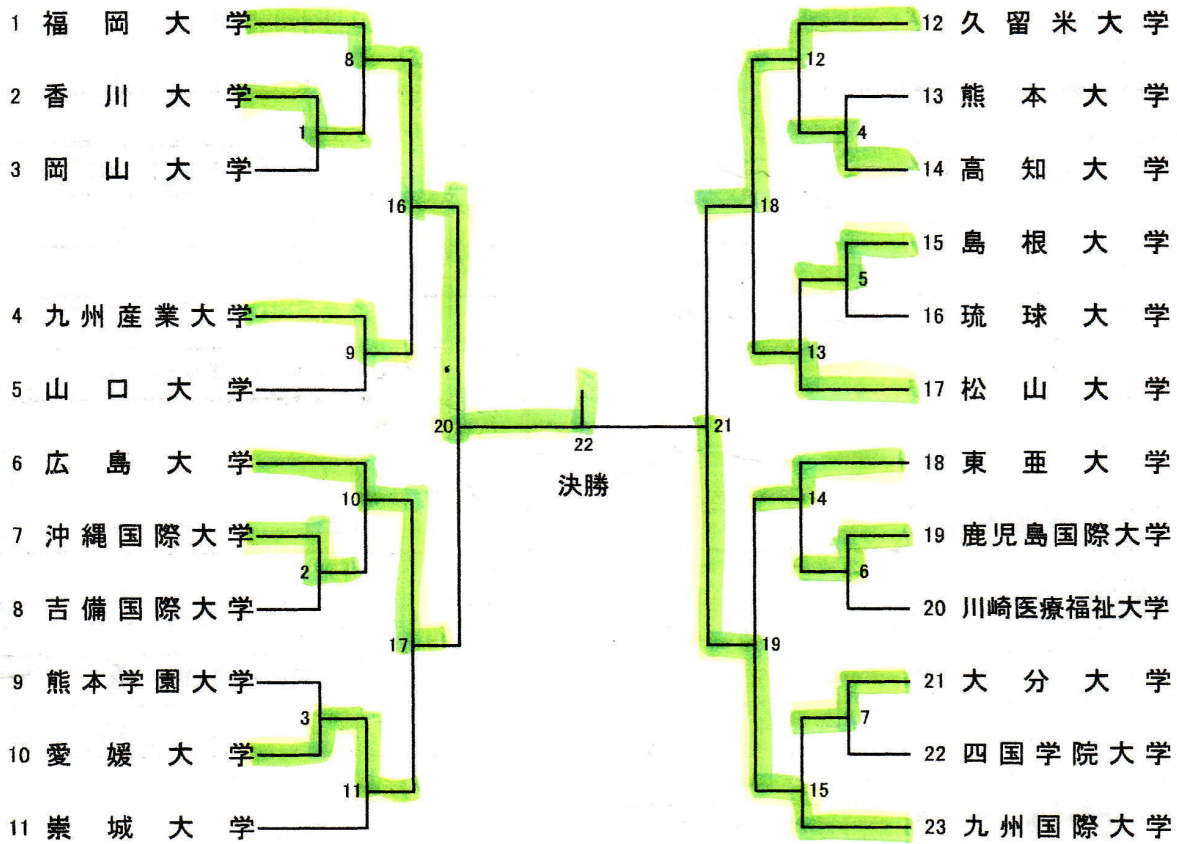 1 福岡大学
2 香川大学
3 岡山大学
4 九州産業大学
5 山口大学
6 広島大学
7 沖縄国際大学
8 吉備国際大学
9 熊本学園大学
10 愛媛大学
11 崇城大学
8
1
16
9
20
10
2
17
3
11
22
決勝
12
4
18
5
13
21
14
6
19
7
15
12 久留米大学
13 熊本大学
14 高知大学
15 島根大学
16 琉球大学
17 松山大学
18 東亜大学
19 鹿児島国際大学
20 川崎医療福祉大学
21 大分大学
22 四国学院大学
23 九州国際大学